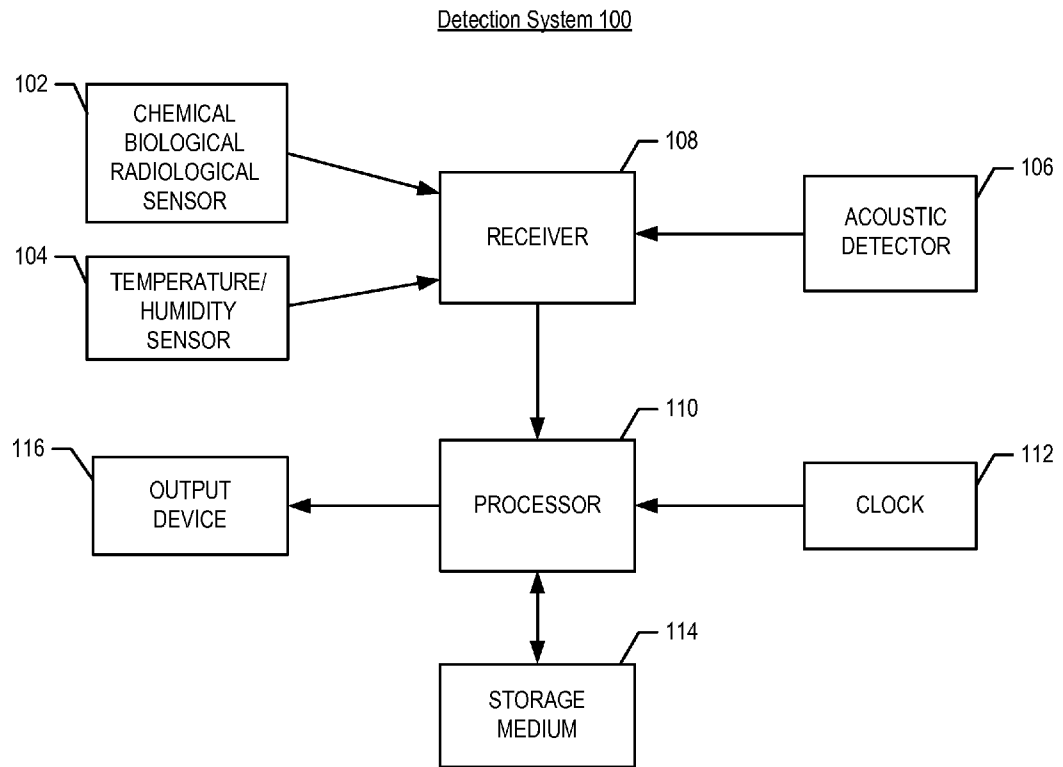 Detection System 100
102
CHEMICAL
BIOLOGICAL
RADIOLOGICAL
SENSOR
108
RECEIVER
106
ACOUSTIC
DETECTOR
104
TEMPERATURE/
HUMIDITY
SENSOR
110
PROCESSOR
116
OUTPUT
DEVICE
112
CLOCK
114
STORAGE
MEDIUM